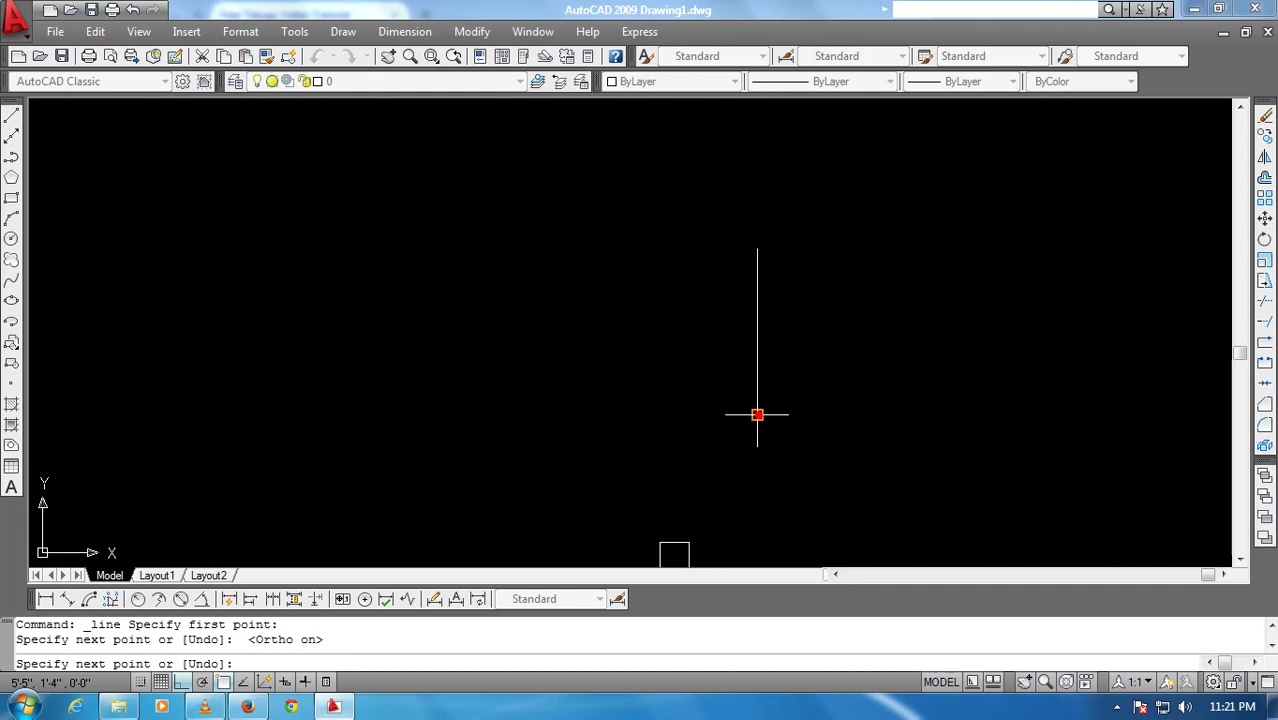 AutoCAD 2009 Drawing1.dwg
File Edit View Insert Format Tools Draw Dimension Modify Window Help Express
Standard Standard Standard Standard
AutoCAD Classic 0 ByLayer ByLayer ByLayer ByColor
Y
X
Model Layout1 Layout2
Standard
Command: _line Specify first point:
Specify next point or [Undo]: <Ortho on>
Specify next point or [Undo]:
5'5", 1'4", 0'0" MODEL 1:1
11:21 PM